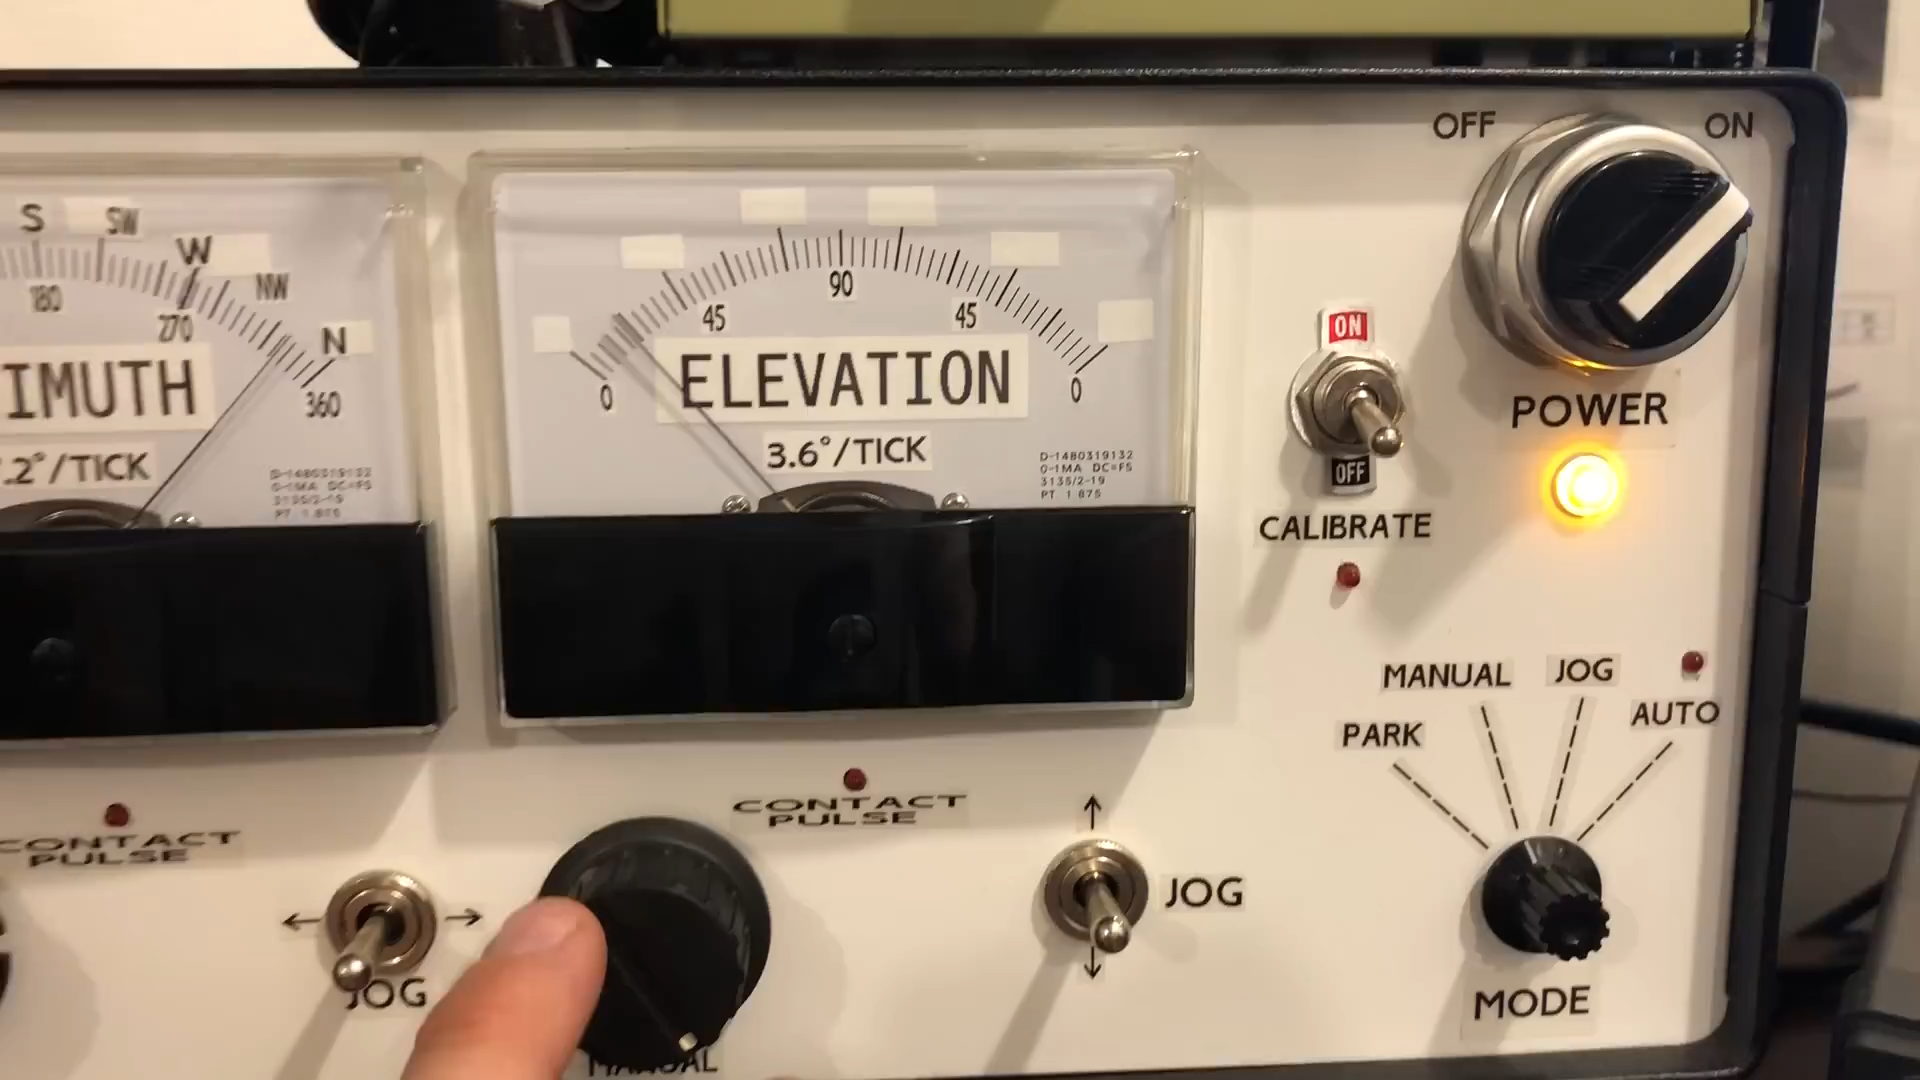 OFF ON
S SW W NW N
180 270 360
IMUTH
.2°/TICK
D-1480319132
0-1MA DC=FS
3135/2-19
PT 1 875
0 45 90 45 0
ELEVATION
3.6°/TICK
D-1480319132
0-1MA DC=FS
3135/2-19
PT 1 875
ON
OFF
CALIBRATE
POWER
MANUAL JOG
PARK AUTO
CONTACT
PULSE
CONTACT
PULSE
JOG
JOG
MODE
MANUAL